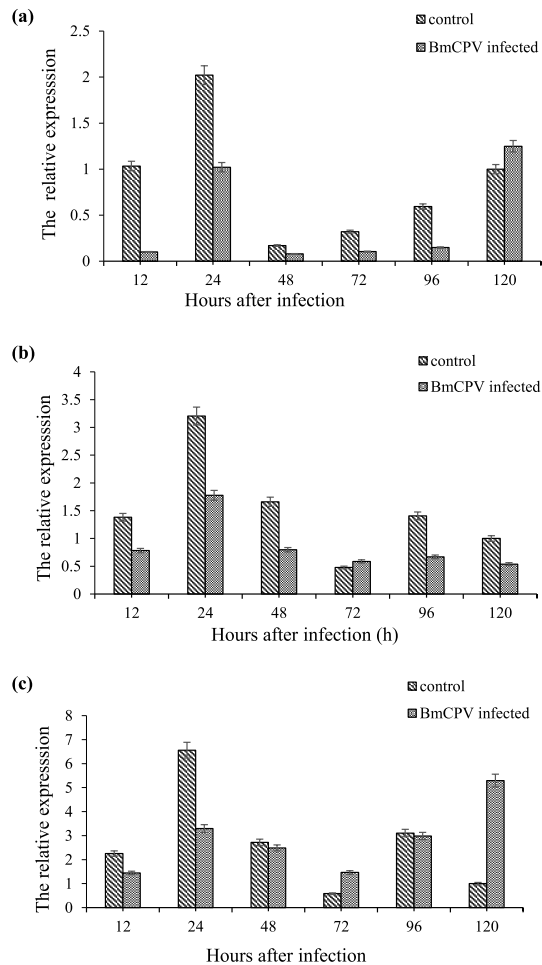 (a)
control
BmCPV infected
The relative expresssion
2.5
2
1.5
1
0.5
0
12 24 48 72 96 120
Hours after infection
(b)
control
BmCPV infected
The relative expresssion
4
3.5
3
2.5
2
1.5
1
0.5
0
12 24 48 72 96 120
Hours after infection (h)
(c)
control
BmCPV infected
The relative expresssion
8
7
6
5
4
3
2
1
0
12 24 48 72 96 120
Hours after infection